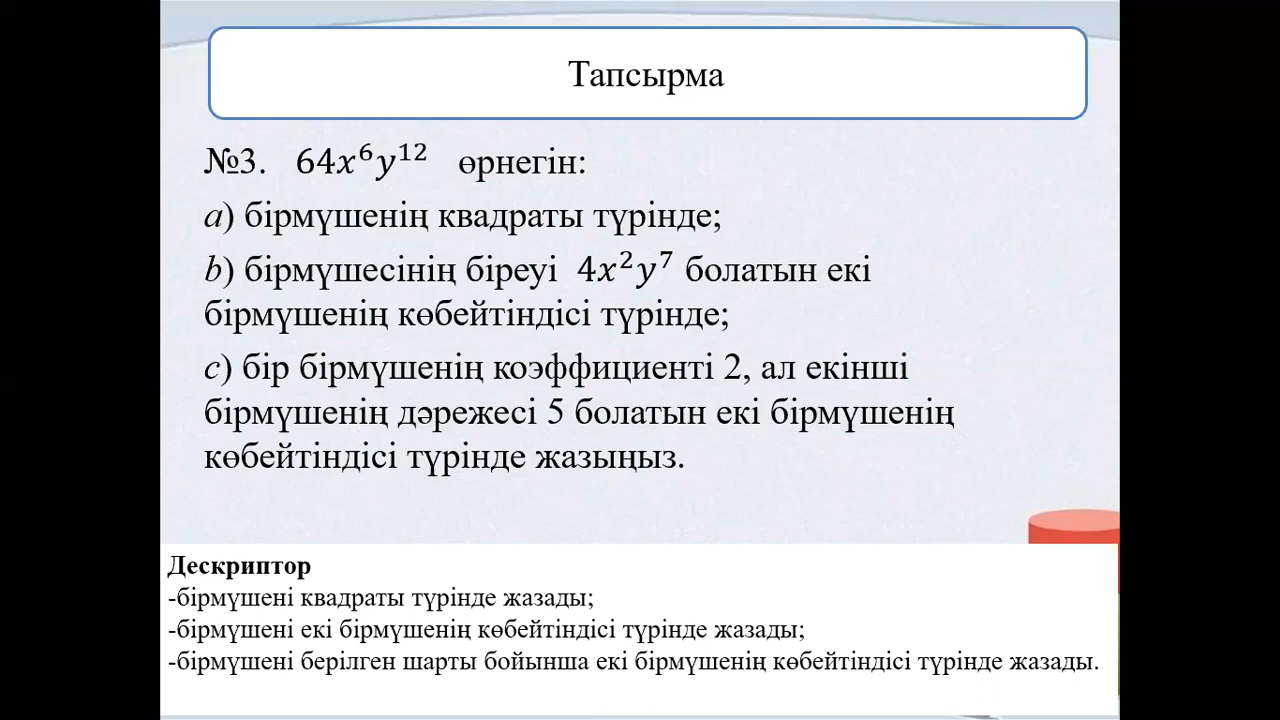 Тапсырма
№3. 64x⁶y¹² өрнегін:
a) бірмүшенің квадраты түрінде;
b) бірмүшесінің біреуі 4x²y⁷ болатын екі
бірмүшенің көбейтіндісі түрінде;
c) бір бірмүшенің коэффициенті 2, ал екінші
бірмүшенің дәрежесі 5 болатын екі бірмүшенің
көбейтіндісі түрінде жазыңыз.
Дескриптор
-бірмүшені квадраты түрінде жазады;
-бірмүшені екі бірмүшенің көбейтіндісі түрінде жазады;
-бірмүшені берілген шарты бойынша екі бірмүшенің көбейтіндісі түрінде жазады.